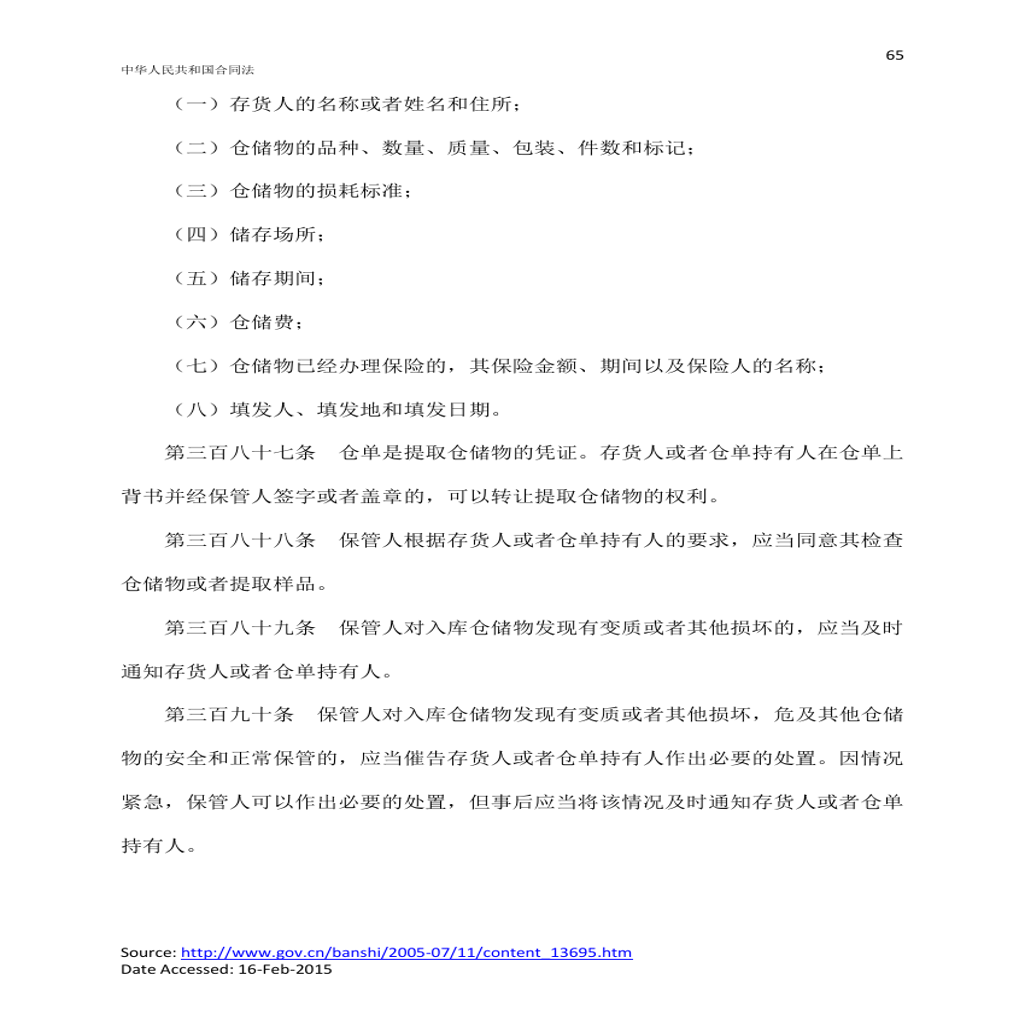 65
中华人民共和国合同法
（一）存货人的名称或者姓名和住所；
（二）仓储物的品种、数量、质量、包装、件数和标记；
（三）仓储物的损耗标准；
（四）储存场所；
（五）储存期间；
（六）仓储费；
（七）仓储物已经办理保险的，其保险金额、期间以及保险人的名称；
（八）填发人、填发地和填发日期。
第三百八十七条　仓单是提取仓储物的凭证。存货人或者仓单持有人在仓单上
背书并经保管人签字或者盖章的，可以转让提取仓储物的权利。
第三百八十八条　保管人根据存货人或者仓单持有人的要求，应当同意其检查
仓储物或者提取样品。
第三百八十九条　保管人对入库仓储物发现有变质或者其他损坏的，应当及时
通知存货人或者仓单持有人。
第三百九十条　保管人对入库仓储物发现有变质或者其他损坏，危及其他仓储
物的安全和正常保管的，应当催告存货人或者仓单持有人作出必要的处置。因情况
紧急，保管人可以作出必要的处置，但事后应当将该情况及时通知存货人或者仓单
持有人。
Source: http://www.gov.cn/banshi/2005-07/11/content_13695.htm
Date Accessed: 16-Feb-2015